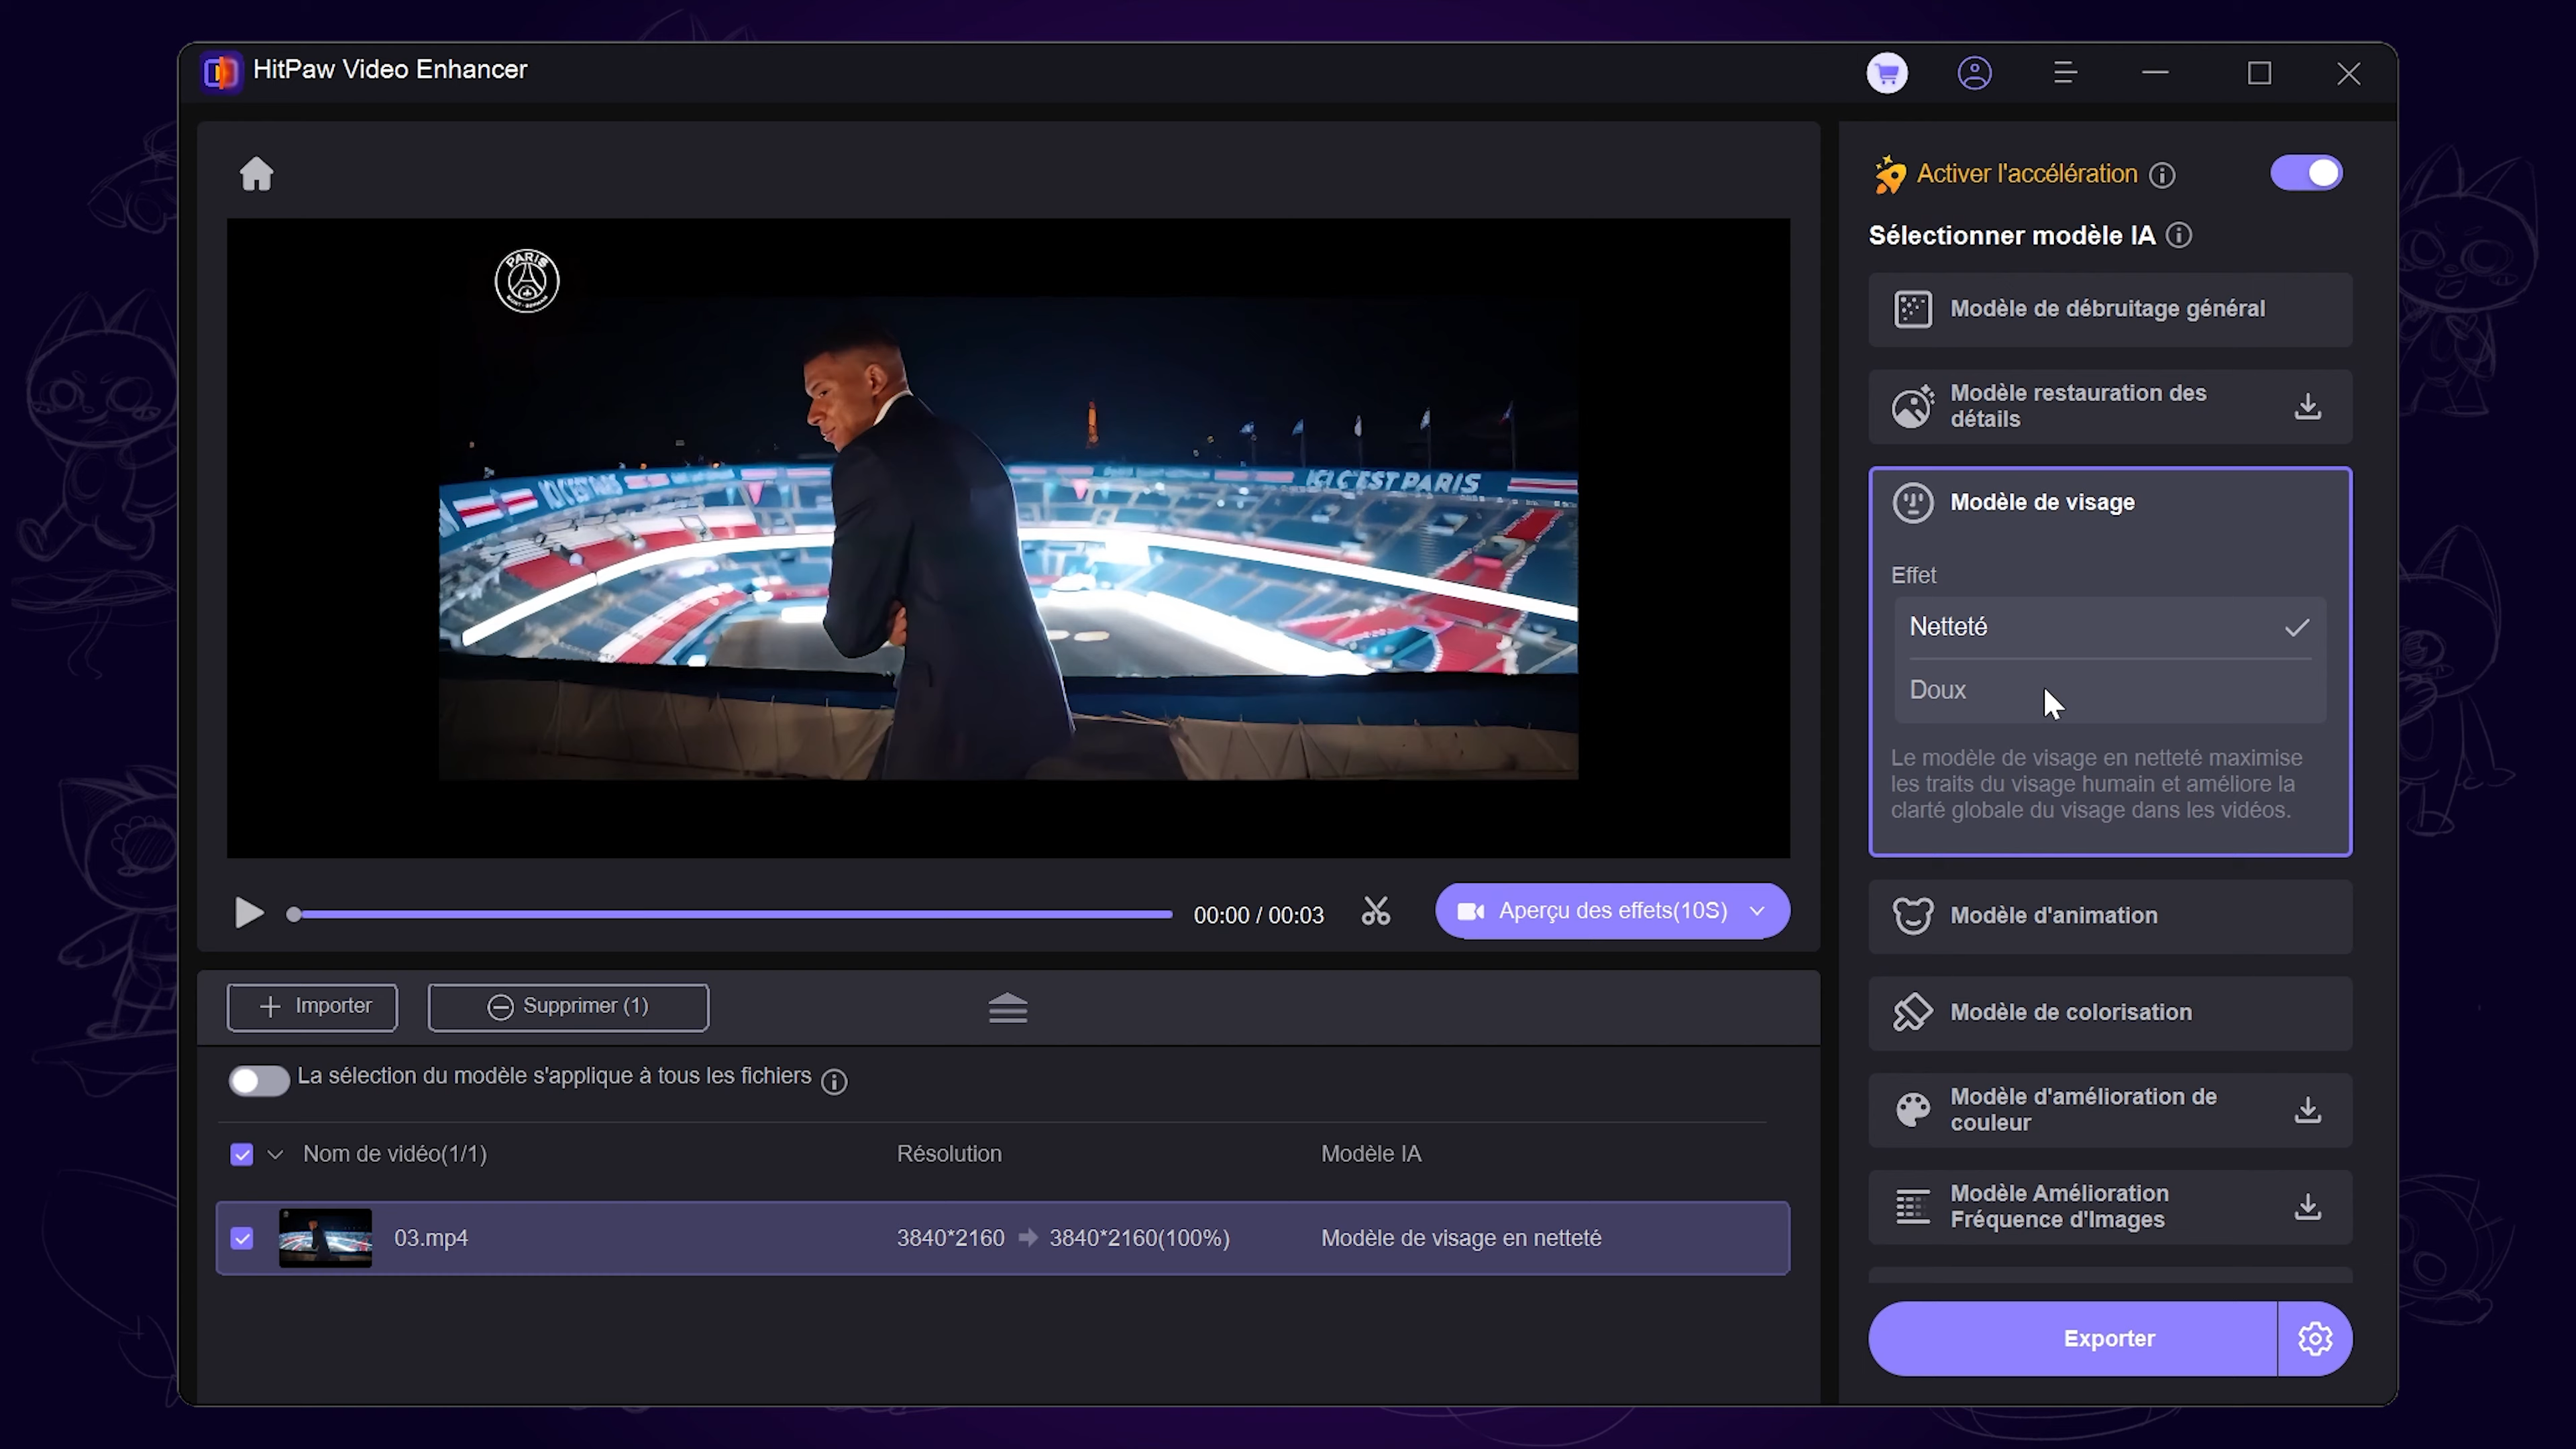 HitPaw Video Enhancer
PARIS
SAINT-GERMAIN
ICI C'EST PARIS
ICI C'EST PARIS
00:00 / 00:03
Aperçu des effets(10S)
Importer
Supprimer (1)
La sélection du modèle s'applique à tous les fichiers
Nom de vidéo(1/1)
Résolution
Modèle IA
03.mp4
3840*2160
3840*2160(100%)
Modèle de visage en netteté
Activer l'accélération
Sélectionner modèle IA
Modèle de débruitage général
Modèle restauration des
détails
Modèle de visage
Effet
Netteté
Doux
Le modèle de visage en netteté maximise
les traits du visage humain et améliore la
clarté globale du visage dans les vidéos.
Modèle d'animation
Modèle de colorisation
Modèle d'amélioration de
couleur
Modèle Amélioration
Fréquence d'Images
Exporter